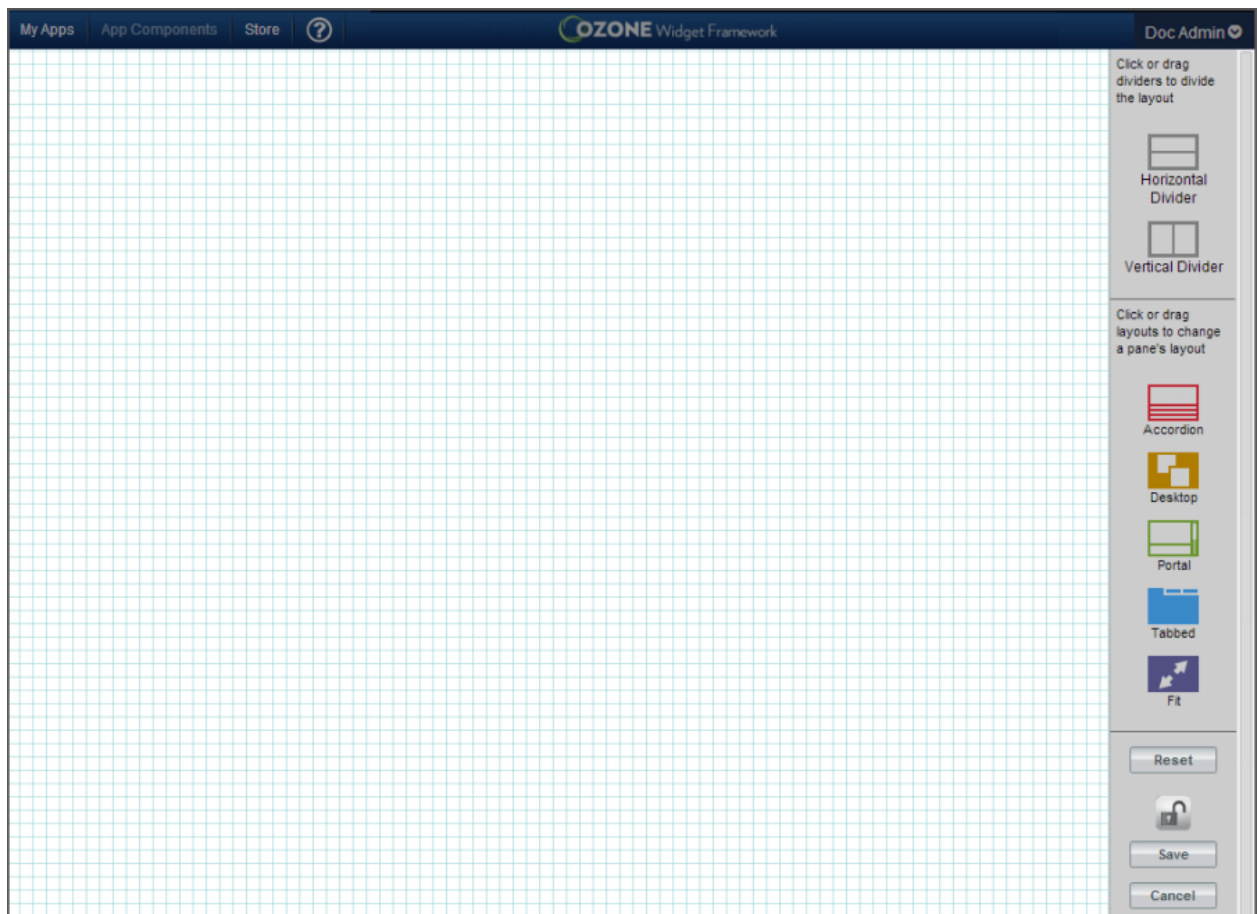 My Apps App Components Store ? OZONE Widget Framework Doc Admin
Click or drag
dividers to divide
the layout
Horizontal
Divider
Vertical Divider
Click or drag
layouts to change
a pane's layout
Accordion
Desktop
Portal
Tabbed
Fit
Reset
Save
Cancel